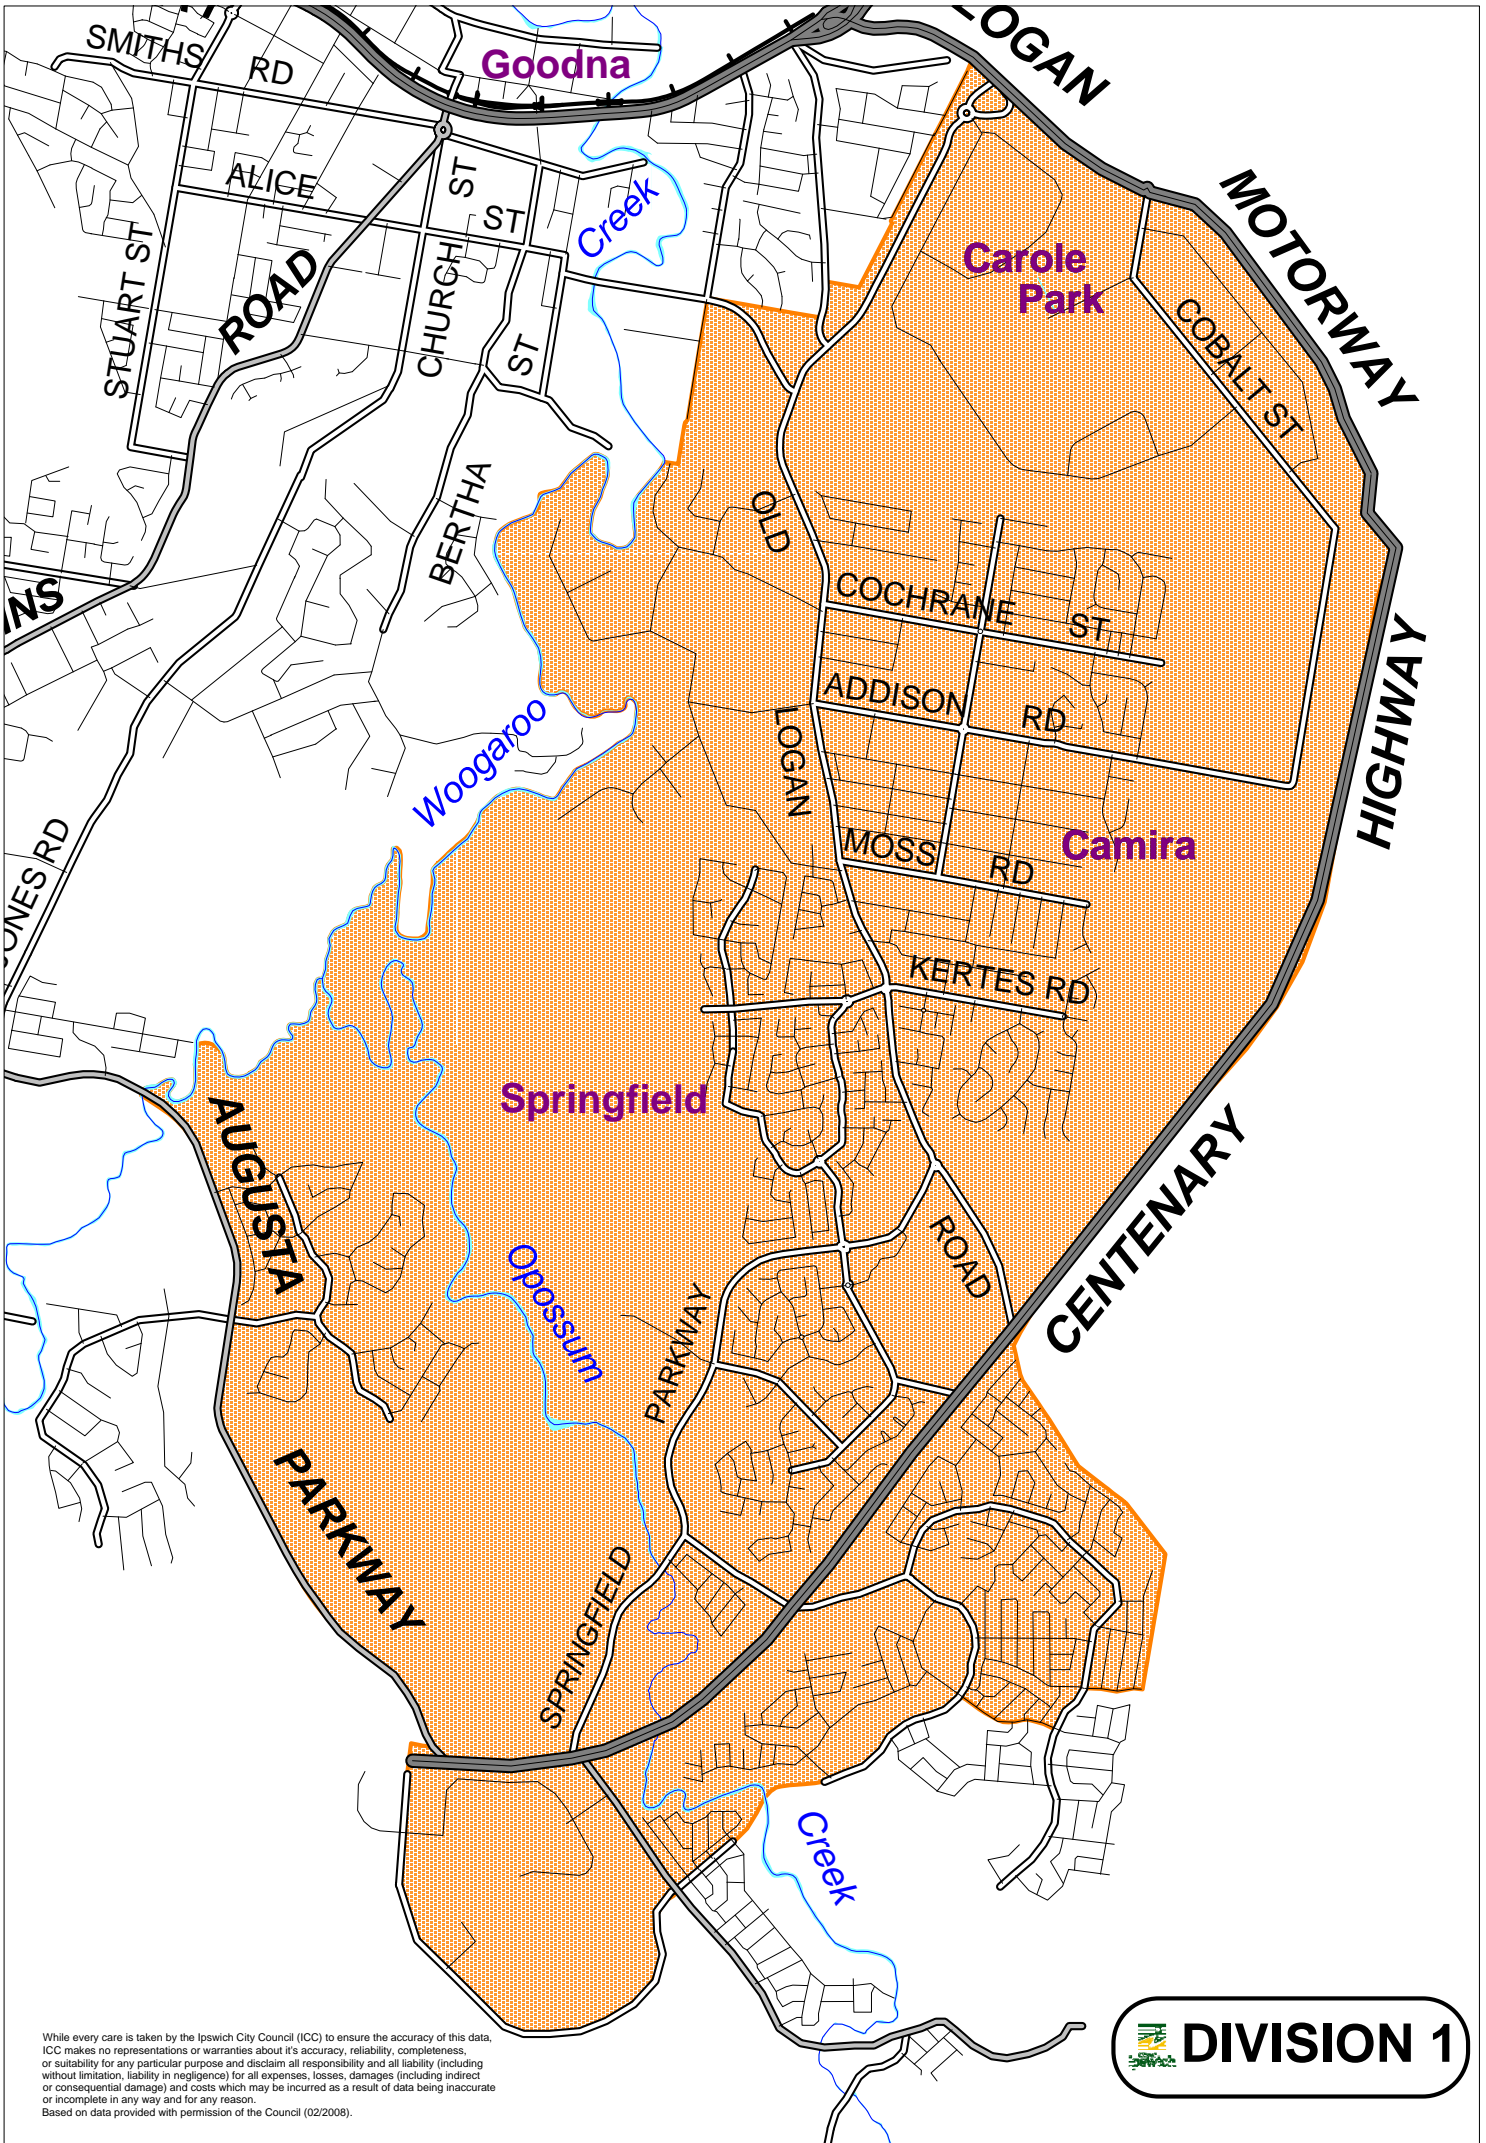 LOGAN
SMITHS
RD
Goodna
ALICE
ST
ST
Creek
MOTORWAY
STUART ST
ROAD
CHURCH
ST
Carole
Park
COBALT ST
BERTHA
OLD
INS
COCHRANE
ST
HIGHWAY
ADDISON
RD
Woogaroo
LOGAN
MOSS
RD
Camira
JONES RD
KERTES RD
Springfield
AUGUSTA
CENTENARY
ROAD
Opossum
PARKWAY
PARKWAY
SPRINGFIELD
Creek
DIVISION 1
While every care is taken by the Ipswich City Council (ICC) to ensure the accuracy of this data,
ICC makes no representations or warranties about it's accuracy, reliability, completeness,
or suitability for any particular purpose and disclaim all responsibility and all liability (including
without limitation, liability in negligence) for all expenses, losses, damages (including indirect
or consequential damage) and costs which may be incurred as a result of data being inaccurate
or incomplete in any way and for any reason.
Based on data provided with permission of the Council (02/2008).